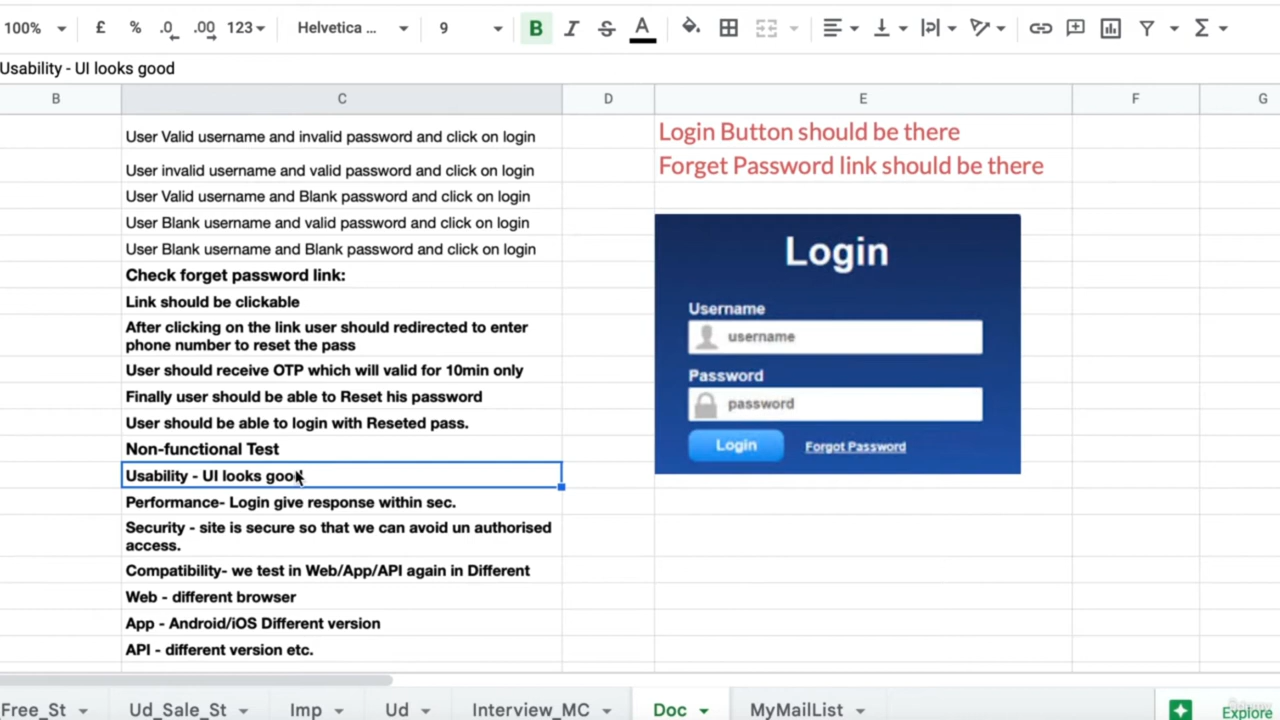 100% £ % .0 .00 123 Helvetica ... 9 B I S A
Usability - UI looks good
B C D E F G
User Valid username and invalid password and click on login
User invalid username and valid password and click on login
User Valid username and Blank password and click on login
User Blank username and valid password and click on login
User Blank username and Blank password and click on login
Check forget password link:
Link should be clickable
After clicking on the link user should redirected to enter
phone number to reset the pass
User should receive OTP which will valid for 10min only
Finally user should be able to Reset his password
User should be able to login with Reseted pass.
Non-functional Test
Usability - UI looks good
Performance- Login give response within sec.
Security - site is secure so that we can avoid un authorised
access.
Compatibility- we test in Web/App/API again in Different
Web - different browser
App - Android/iOS Different version
API - different version etc.
Login Button should be there
Forget Password link should be there
Login
Username
username
Password
password
Login Forgot Password
Free_St Ud_Sale_St Imp Ud Interview_MC Doc MyMailList Explore